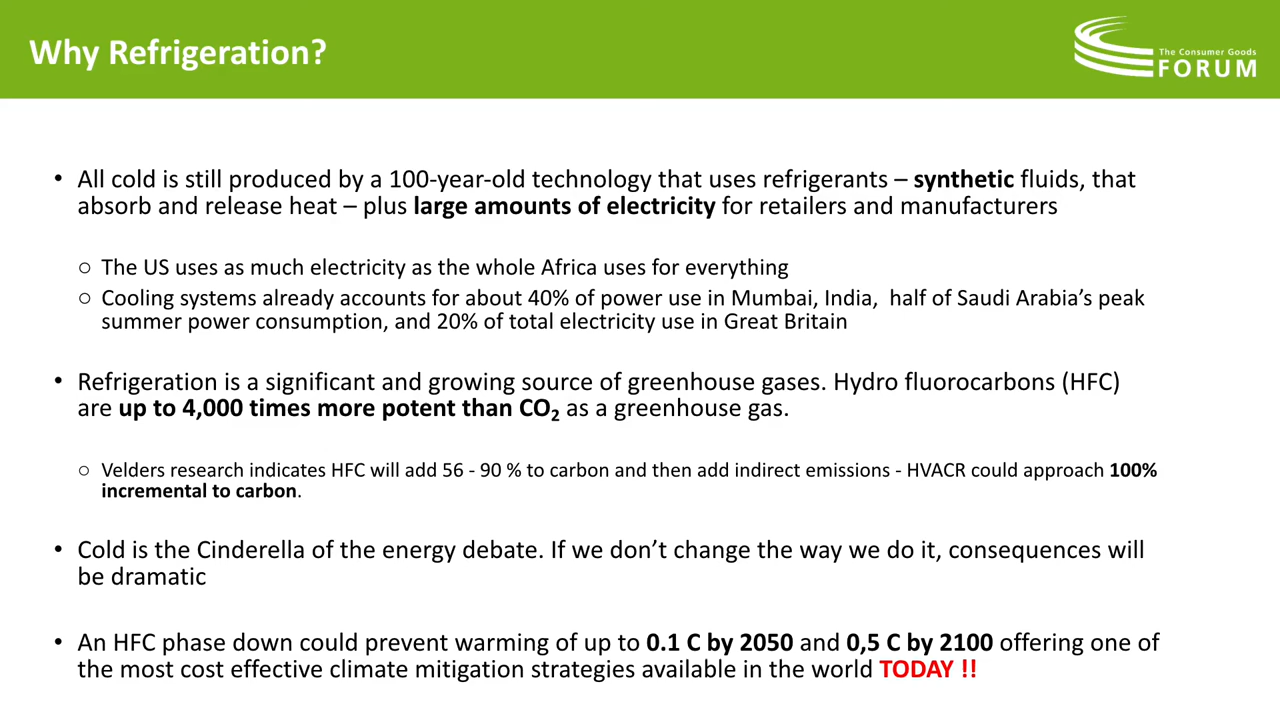 Why Refrigeration?
The Consumer Goods
FORUM
• All cold is still produced by a 100-year-old technology that uses refrigerants – synthetic fluids, that
absorb and release heat – plus large amounts of electricity for retailers and manufacturers
○ The US uses as much electricity as the whole Africa uses for everything
○ Cooling systems already accounts for about 40% of power use in Mumbai, India,  half of Saudi Arabia’s peak
summer power consumption, and 20% of total electricity use in Great Britain
• Refrigeration is a significant and growing source of greenhouse gases. Hydro fluorocarbons (HFC)
are up to 4,000 times more potent than CO₂ as a greenhouse gas.
○ Velders research indicates HFC will add 56 - 90 % to carbon and then add indirect emissions - HVACR could approach 100%
incremental to carbon.
• Cold is the Cinderella of the energy debate. If we don’t change the way we do it, consequences will
be dramatic
• An HFC phase down could prevent warming of up to 0.1 C by 2050 and 0,5 C by 2100 offering one of
the most cost effective climate mitigation strategies available in the world TODAY !!